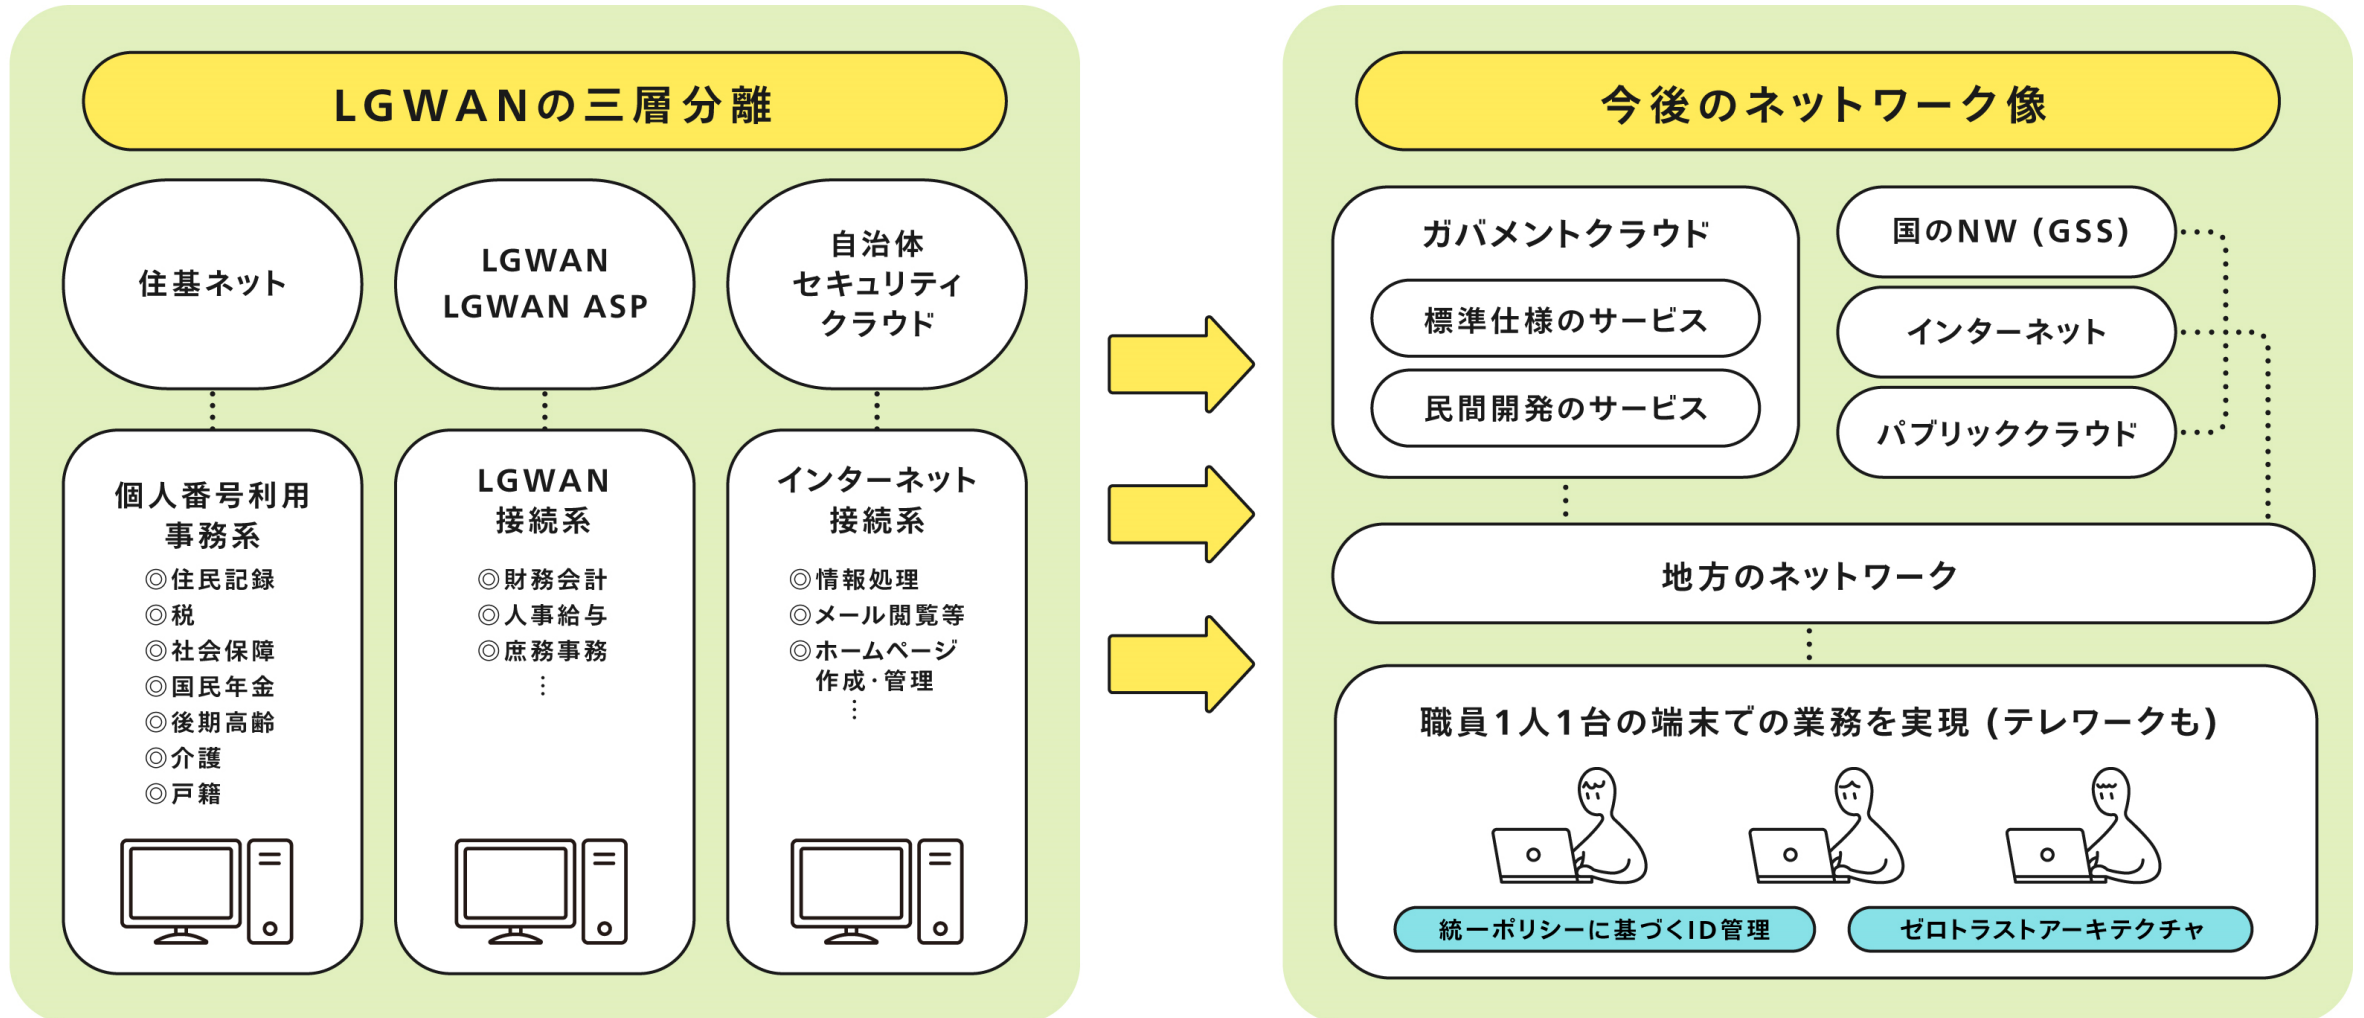 LGWANの三層分離
住基ネット
LGWAN
LGWAN ASP
自治体
セキュリティ
クラウド
個人番号利用
事務系
◎住民記録
◎税
◎社会保障
◎国民年金
◎後期高齢
◎介護
◎戸籍
LGWAN
接続系
◎財務会計
◎人事給与
◎庶務事務
⋮
インターネット
接続系
◎情報処理
◎メール閲覧等
◎ホームページ
作成·管理
⋮
今後のネットワーク像
ガバメントクラウド
標準仕様のサービス
民間開発のサービス
国のNW (GSS)
インターネット
パブリッククラウド
地方のネットワーク
職員1人1台の端末での業務を実現 (テレワークも)
統一ポリシーに基づくID管理
ゼロトラストアーキテクチャ